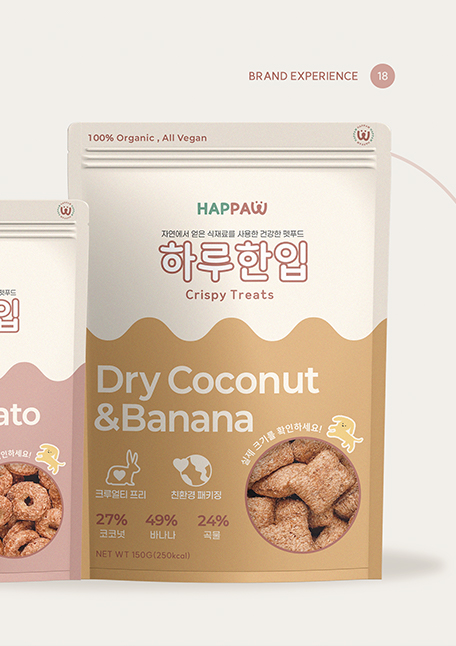 BRAND EXPERIENCE 18
100% Organic , All Vegan
HAPPAW
자연에서 얻은 식재료를 사용한 건강한 펫푸드
하루한입
Crispy Treats
Dry Coconut
&Banana
실제 크기를 확인하세요!
크루얼티 프리
친환경 패키징
27% 49% 24%
코코넛 바나나 곡물
NET WT 150G(250kcal)
펫푸드
입
ato
인하세요!